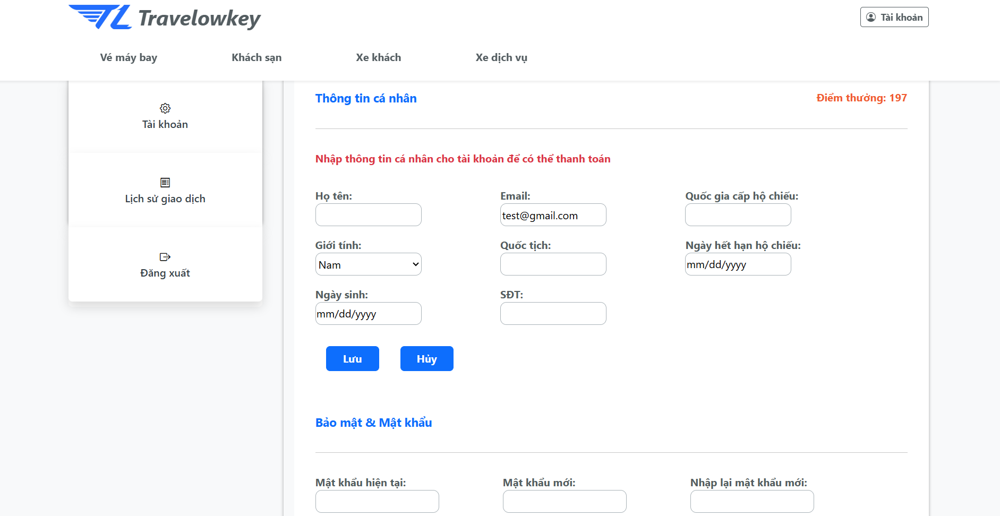 Travelowkey
Tài khoản
Vé máy bay
Khách sạn
Xe khách
Xe dịch vụ
Tài khoản
Lịch sử giao dịch
Đăng xuất
Thông tin cá nhân
Điểm thưởng: 197
Nhập thông tin cá nhân cho tài khoản để có thể thanh toán
Họ tên:
Email:
test@gmail.com
Quốc gia cấp hộ chiếu:
Giới tính:
Nam
Quốc tịch:
Ngày hết hạn hộ chiếu:
mm/dd/yyyy
Ngày sinh:
mm/dd/yyyy
SĐT:
Lưu
Hủy
Bảo mật & Mật khẩu
Mật khẩu hiện tại:
Mật khẩu mới:
Nhập lại mật khẩu mới: